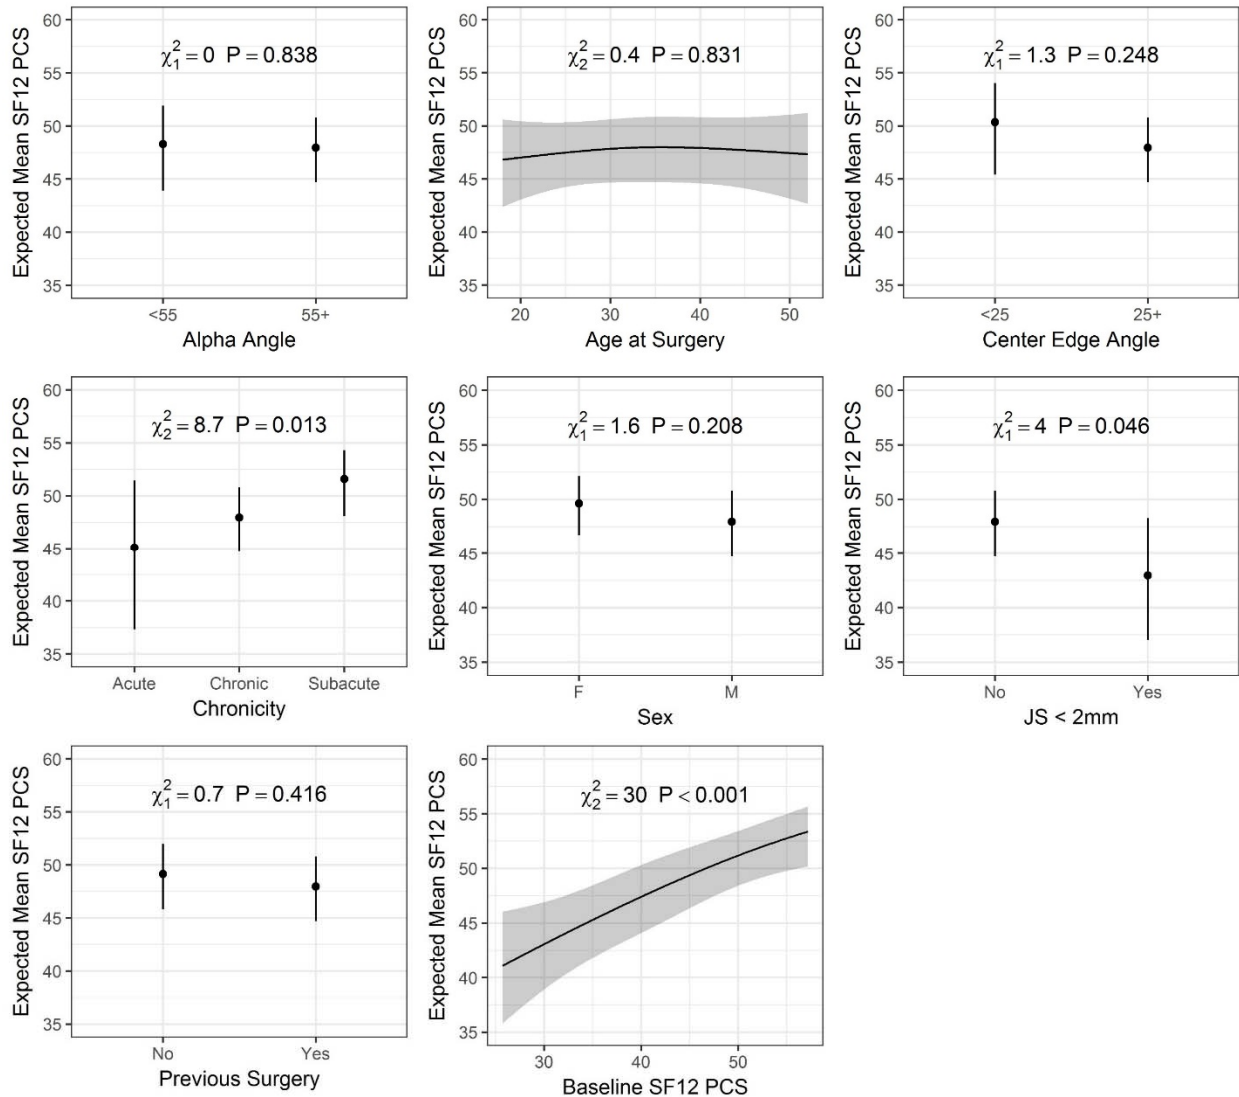 Expected Mean SF12 PCS
60
55
50
45
40
35
χ²₁ = 0 P = 0.838
<55 55+
Alpha Angle
Expected Mean SF12 PCS
60
55
50
45
40
35
χ²₂ = 0.4 P = 0.831
20 30 40 50
Age at Surgery
Expected Mean SF12 PCS
60
55
50
45
40
35
χ²₁ = 1.3 P = 0.248
<25 25+
Center Edge Angle
Expected Mean SF12 PCS
60
55
50
45
40
35
χ²₂ = 8.7 P = 0.013
Acute Chronic Subacute
Chronicity
Expected Mean SF12 PCS
60
55
50
45
40
35
χ²₁ = 1.6 P = 0.208
F M
Sex
Expected Mean SF12 PCS
60
55
50
45
40
35
χ²₁ = 4 P = 0.046
No Yes
JS < 2mm
Expected Mean SF12 PCS
60
55
50
45
40
35
χ²₁ = 0.7 P = 0.416
No Yes
Previous Surgery
Expected Mean SF12 PCS
60
55
50
45
40
35
χ²₂ = 30 P < 0.001
30 40 50
Baseline SF12 PCS